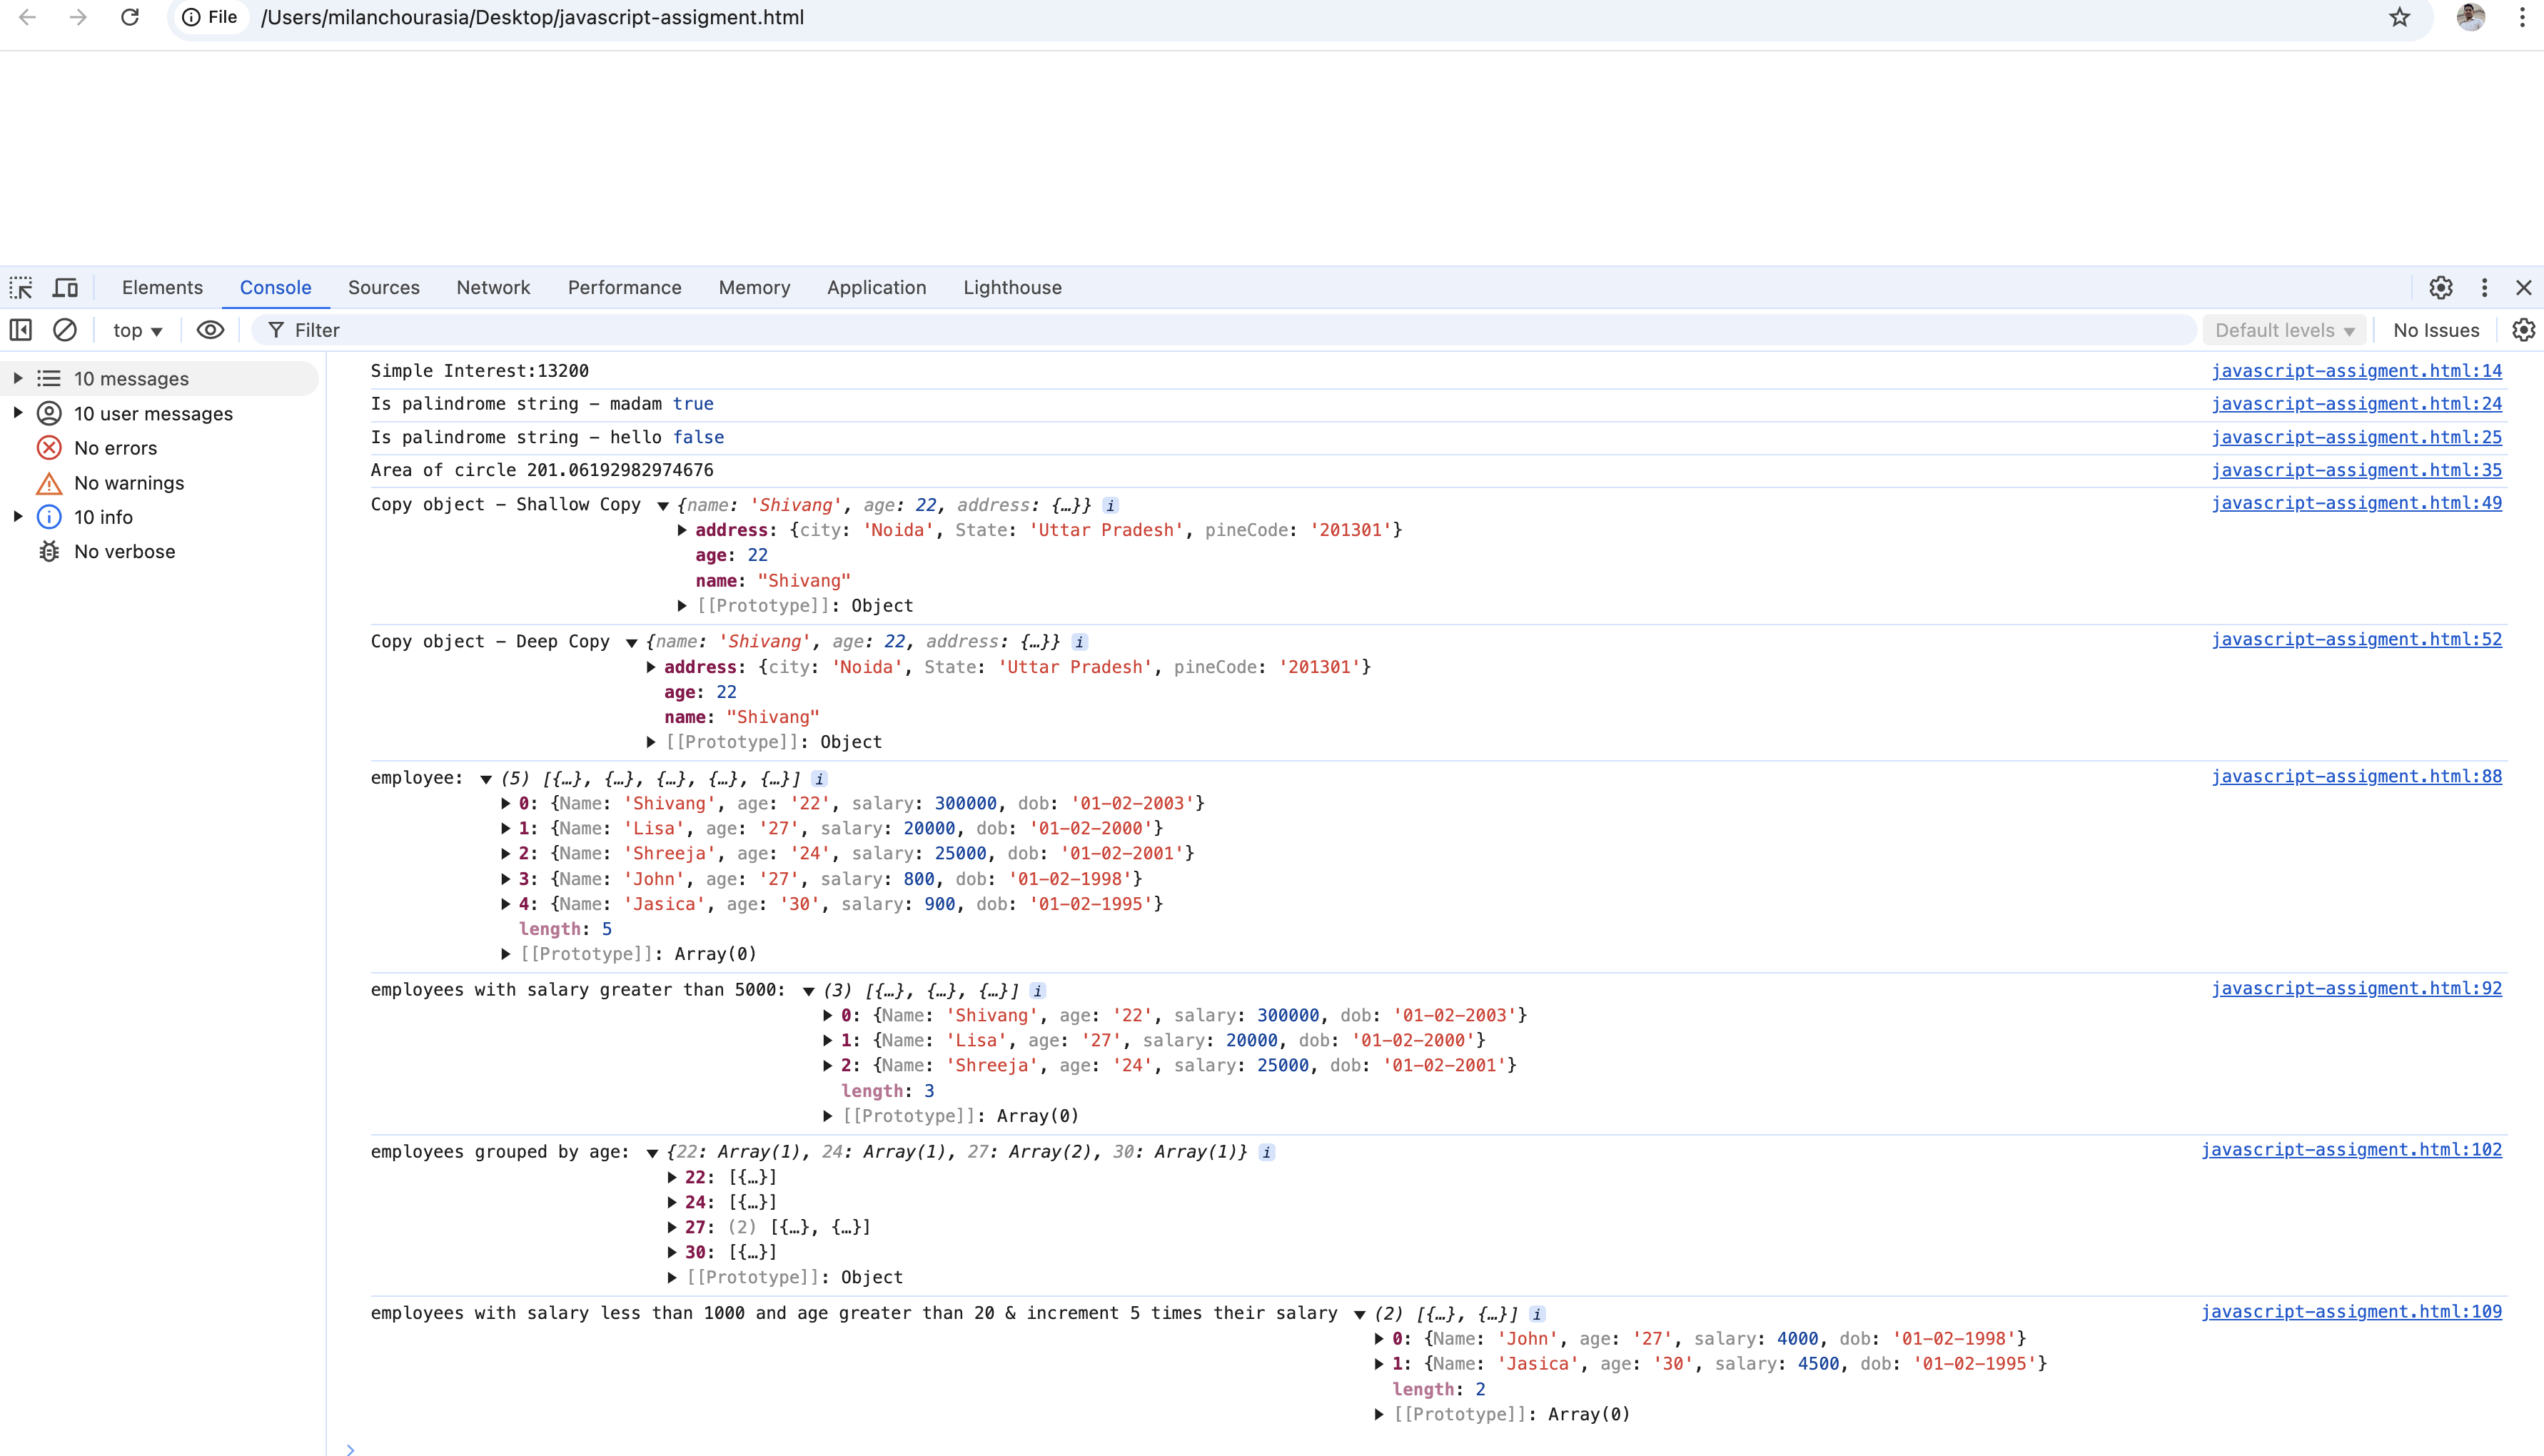 File /Users/milanchourasia/Desktop/javascript-assigment.html
Elements Console Sources Network Performance Memory Application Lighthouse
top Filter Default levels No Issues
10 messages
10 user messages
No errors
No warnings
10 info
No verbose
Simple Interest:13200 javascript-assigment.html:14
Is palindrome string – madam true javascript-assigment.html:24
Is palindrome string – hello false javascript-assigment.html:25
Area of circle 201.06192982974676 javascript-assigment.html:35
Copy object – Shallow Copy {name: 'Shivang', age: 22, address: {…}} i javascript-assigment.html:49
address: {city: 'Noida', State: 'Uttar Pradesh', pineCode: '201301'}
age: 22
name: "Shivang"
[[Prototype]]: Object
Copy object – Deep Copy {name: 'Shivang', age: 22, address: {…}} i javascript-assigment.html:52
address: {city: 'Noida', State: 'Uttar Pradesh', pineCode: '201301'}
age: 22
name: "Shivang"
[[Prototype]]: Object
employee: (5) [{…}, {…}, {…}, {…}, {…}] i javascript-assigment.html:88
0: {Name: 'Shivang', age: '22', salary: 300000, dob: '01-02-2003'}
1: {Name: 'Lisa', age: '27', salary: 20000, dob: '01-02-2000'}
2: {Name: 'Shreeja', age: '24', salary: 25000, dob: '01-02-2001'}
3: {Name: 'John', age: '27', salary: 800, dob: '01-02-1998'}
4: {Name: 'Jasica', age: '30', salary: 900, dob: '01-02-1995'}
length: 5
[[Prototype]]: Array(0)
employees with salary greater than 5000: (3) [{…}, {…}, {…}] i javascript-assigment.html:92
0: {Name: 'Shivang', age: '22', salary: 300000, dob: '01-02-2003'}
1: {Name: 'Lisa', age: '27', salary: 20000, dob: '01-02-2000'}
2: {Name: 'Shreeja', age: '24', salary: 25000, dob: '01-02-2001'}
length: 3
[[Prototype]]: Array(0)
employees grouped by age: {22: Array(1), 24: Array(1), 27: Array(2), 30: Array(1)} i javascript-assigment.html:102
22: [{…}]
24: [{…}]
27: (2) [{…}, {…}]
30: [{…}]
[[Prototype]]: Object
employees with salary less than 1000 and age greater than 20 & increment 5 times their salary (2) [{…}, {…}] i javascript-assigment.html:109
0: {Name: 'John', age: '27', salary: 4000, dob: '01-02-1998'}
1: {Name: 'Jasica', age: '30', salary: 4500, dob: '01-02-1995'}
length: 2
[[Prototype]]: Array(0)